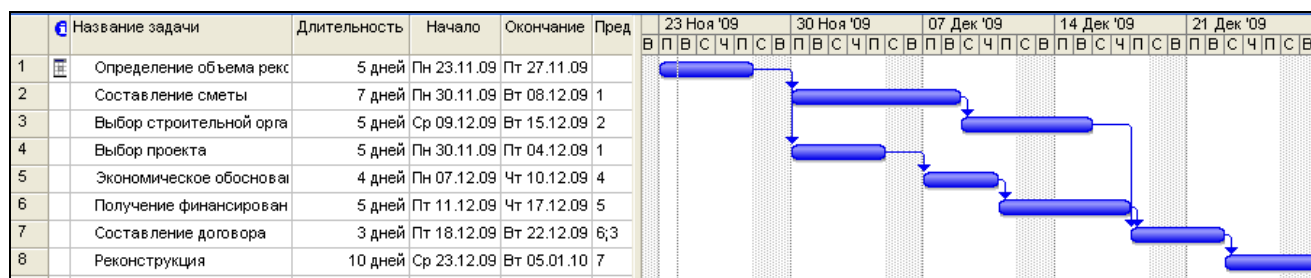 Название задачи Длительность Начало Окончание Пред 23 Ноя '09 30 Ноя '09 07 Дек '09 14 Дек '09 21 Дек '09
В П В С Ч П С В П В С Ч П С В П В С Ч П С В П В С Ч П С В П В С Ч П С В
1 Определение объема рекс 5 дней Пн 23.11.09 Пт 27.11.09
2 Составление сметы 7 дней Пн 30.11.09 Вт 08.12.09 1
3 Выбор строительной орга 5 дней Ср 09.12.09 Вт 15.12.09 2
4 Выбор проекта 5 дней Пн 30.11.09 Пт 04.12.09 1
5 Экономическое обоснова 4 дней Пн 07.12.09 Чт 10.12.09 4
6 Получение финансирован 5 дней Пт 11.12.09 Чт 17.12.09 5
7 Составление договора 3 дней Пт 18.12.09 Вт 22.12.09 6;3
8 Реконструкция 10 дней Ср 23.12.09 Вт 05.01.10 7